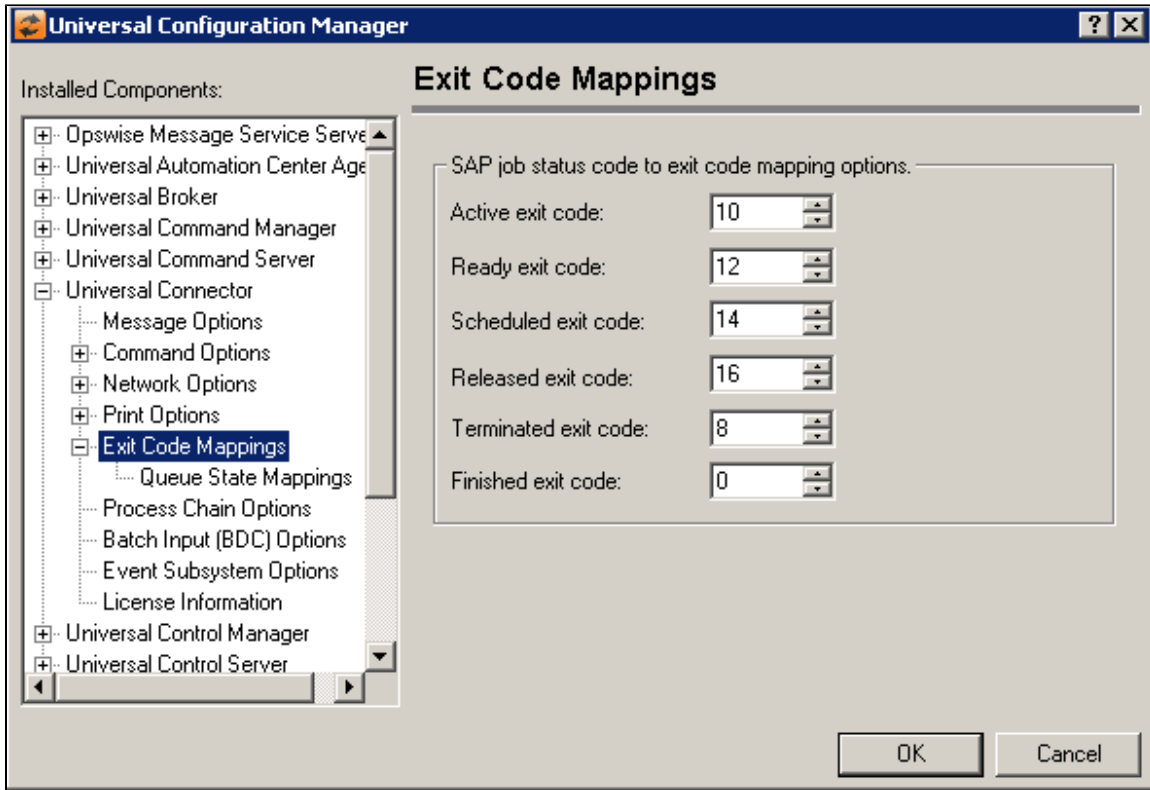 Universal Configuration Manager
Installed Components:
Opswise Message Service Serve
Universal Automation Center Age
Universal Broker
Universal Command Manager
Universal Command Server
Universal Connector
Message Options
Command Options
Network Options
Print Options
Exit Code Mappings
Queue State Mappings
Process Chain Options
Batch Input (BDC) Options
Event Subsystem Options
License Information
Universal Control Manager
Universal Control Server
Exit Code Mappings
SAP job status code to exit code mapping options.
Active exit code: 10
Ready exit code: 12
Scheduled exit code: 14
Released exit code: 16
Terminated exit code: 8
Finished exit code: 0
OK Cancel